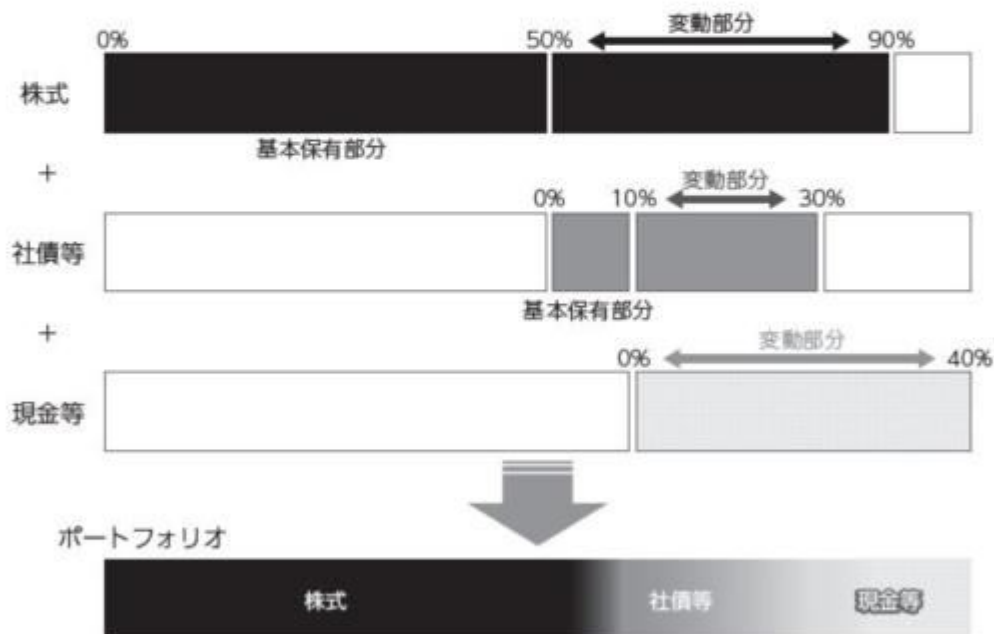 変動部分
0% 50% 90%
株式
基本保有部分
+
変動部分
0% 10% 30%
社債等
基本保有部分
+
変動部分
0% 40%
現金等
ポートフォリオ
株式 社債等 現金等